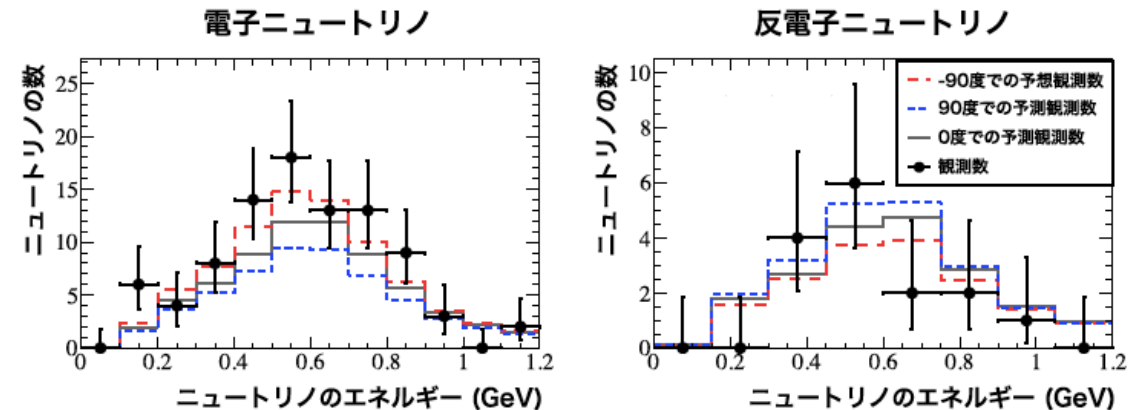 電子ニュートリノ
ニュートリノの数
25
20
15
10
5
0
0.2
0.4
0.6
0.8
1
1.2
ニュートリノのエネルギー (GeV)
反電子ニュートリノ
ニュートリノの数
10
8
6
4
2
0
0
0.2
0.4
0.6
0.8
1
1.2
ニュートリノのエネルギー (GeV)
-90度での予想観測数
90度での予測観測数
0度での予測観測数
観測数